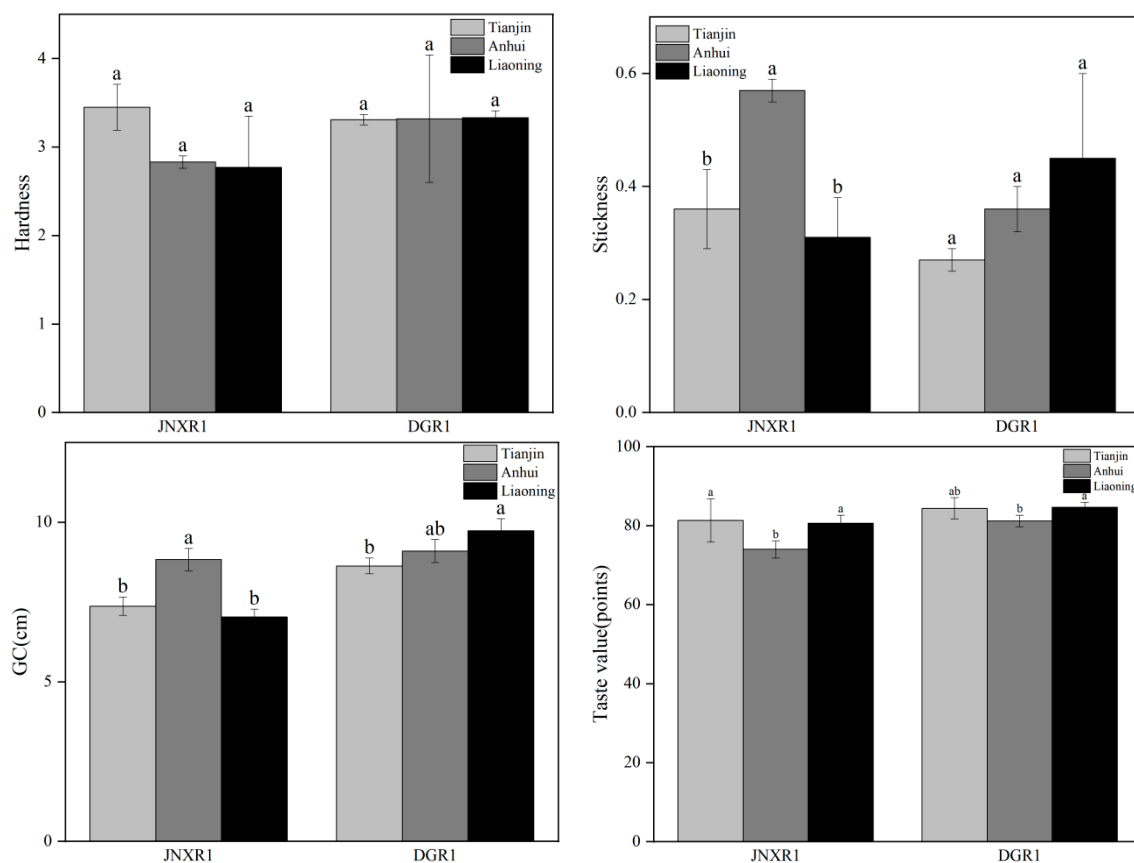 Tianjin
Anhui
Liaoning
4
3
2
1
0
Hardness
a
a
a
a
a
a
JNXR1
DGR1
Tianjin
Anhui
Liaoning
0.6
0.4
0.2
0.0
Stickness
b
a
b
a
a
a
JNXR1
DGR1
Tianjin
Anhui
Liaoning
10
5
0
GC(cm)
b
a
b
b
ab
a
JNXR1
DGR1
Tianjin
Anhui
Liaoning
100
80
60
40
20
0
Taste value(points)
a
b
a
ab
b
a
JNXR1
DGR1